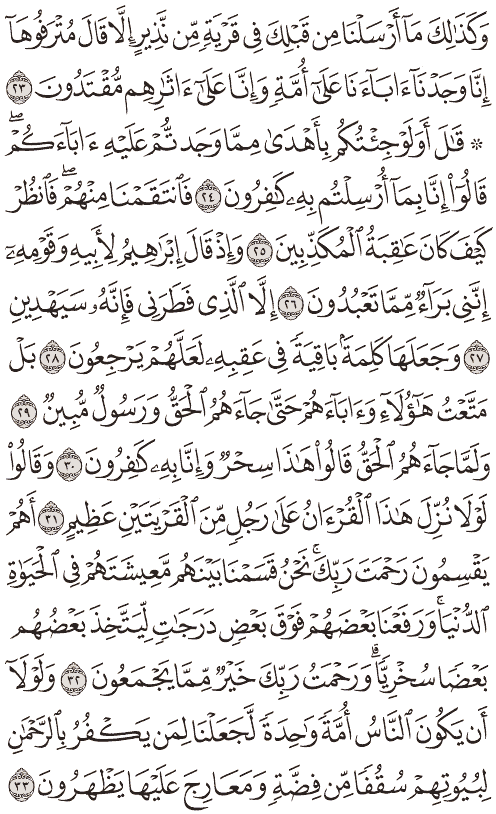 وَكَذَٰلِكَ مَآ أَرْسَلْنَا مِن قَبْلِكَ فِى قَرْيَةٍ مِّن نَّذِيرٍ إِلَّا قَالَ مُتْرَفُوهَآ
إِنَّا وَجَدْنَآ ءَابَآءَنَا عَلَىٰٓ أُمَّةٍ وَإِنَّا عَلَىٰٓ ءَاثَٰرِهِم مُّقْتَدُونَ ٢٣
* قَٰلَ أَوَلَوْ جِئْتُكُم بِأَهْدَىٰ مِمَّا وَجَدتُّمْ عَلَيْهِ ءَابَآءَكُمْ ۖ
قَالُوٓا۟ إِنَّا بِمَآ أُرْسِلْتُم بِهِۦ كَٰفِرُونَ ٢٤ فَٱنتَقَمْنَا مِنْهُمْ ۖ فَٱنظُرْ
كَيْفَ كَانَ عَٰقِبَةُ ٱلْمُكَذِّبِينَ ٢٥ وَإِذْ قَالَ إِبْرَٰهِيمُ لِأَبِيهِ وَقَوْمِهِۦٓ
إِنَّنِى بَرَآءٌ مِّمَّا تَعْبُدُونَ ٢٦ إِلَّا ٱلَّذِى فَطَرَنِى فَإِنَّهُۥ سَيَهْدِينِ
٢٧ وَجَعَلَهَا كَلِمَةًۢ بَاقِيَةً فِى عَقِبِهِۦ لَعَلَّهُمْ يَرْجِعُونَ ٢٨ بَلْ
مَتَّعْتُ هَٰٓؤُلَآءِ وَءَابَآءَهُمْ حَتَّىٰ جَآءَهُمُ ٱلْحَقُّ وَرَسُولٌ مُّبِينٌ ٢٩
وَلَمَّا جَآءَهُمُ ٱلْحَقُّ قَالُوا۟ هَٰذَا سِحْرٌ وَإِنَّا بِهِۦ كَٰفِرُونَ ٣٠ وَقَالُوا۟
لَوْلَا نُزِّلَ هَٰذَا ٱلْقُرْءَانُ عَلَىٰ رَجُلٍ مِّنَ ٱلْقَرْيَتَيْنِ عَظِيمٍ ٣١ أَهُمْ
يَقْسِمُونَ رَحْمَتَ رَبِّكَ ۚ نَحْنُ قَسَمْنَا بَيْنَهُم مَّعِيشَتَهُمْ فِى ٱلْحَيَوٰةِ
ٱلدُّنْيَا ۚ وَرَفَعْنَا بَعْضَهُمْ فَوْقَ بَعْضٍ دَرَجَٰتٍ لِّيَتَّخِذَ بَعْضُهُم
بَعْضًا سُخْرِيًّا ۗ وَرَحْمَتُ رَبِّكَ خَيْرٌ مِّمَّا يَجْمَعُونَ ٣٢ وَلَوْلَآ
أَن يَكُونَ ٱلنَّاسُ أُمَّةً وَٰحِدَةً لَّجَعَلْنَا لِمَن يَكْفُرُ بِٱلرَّحْمَٰنِ
لِبُيُوتِهِمْ سُقُفًا مِّن فِضَّةٍ وَمَعَارِجَ عَلَيْهَا يَظْهَرُونَ ٣٣